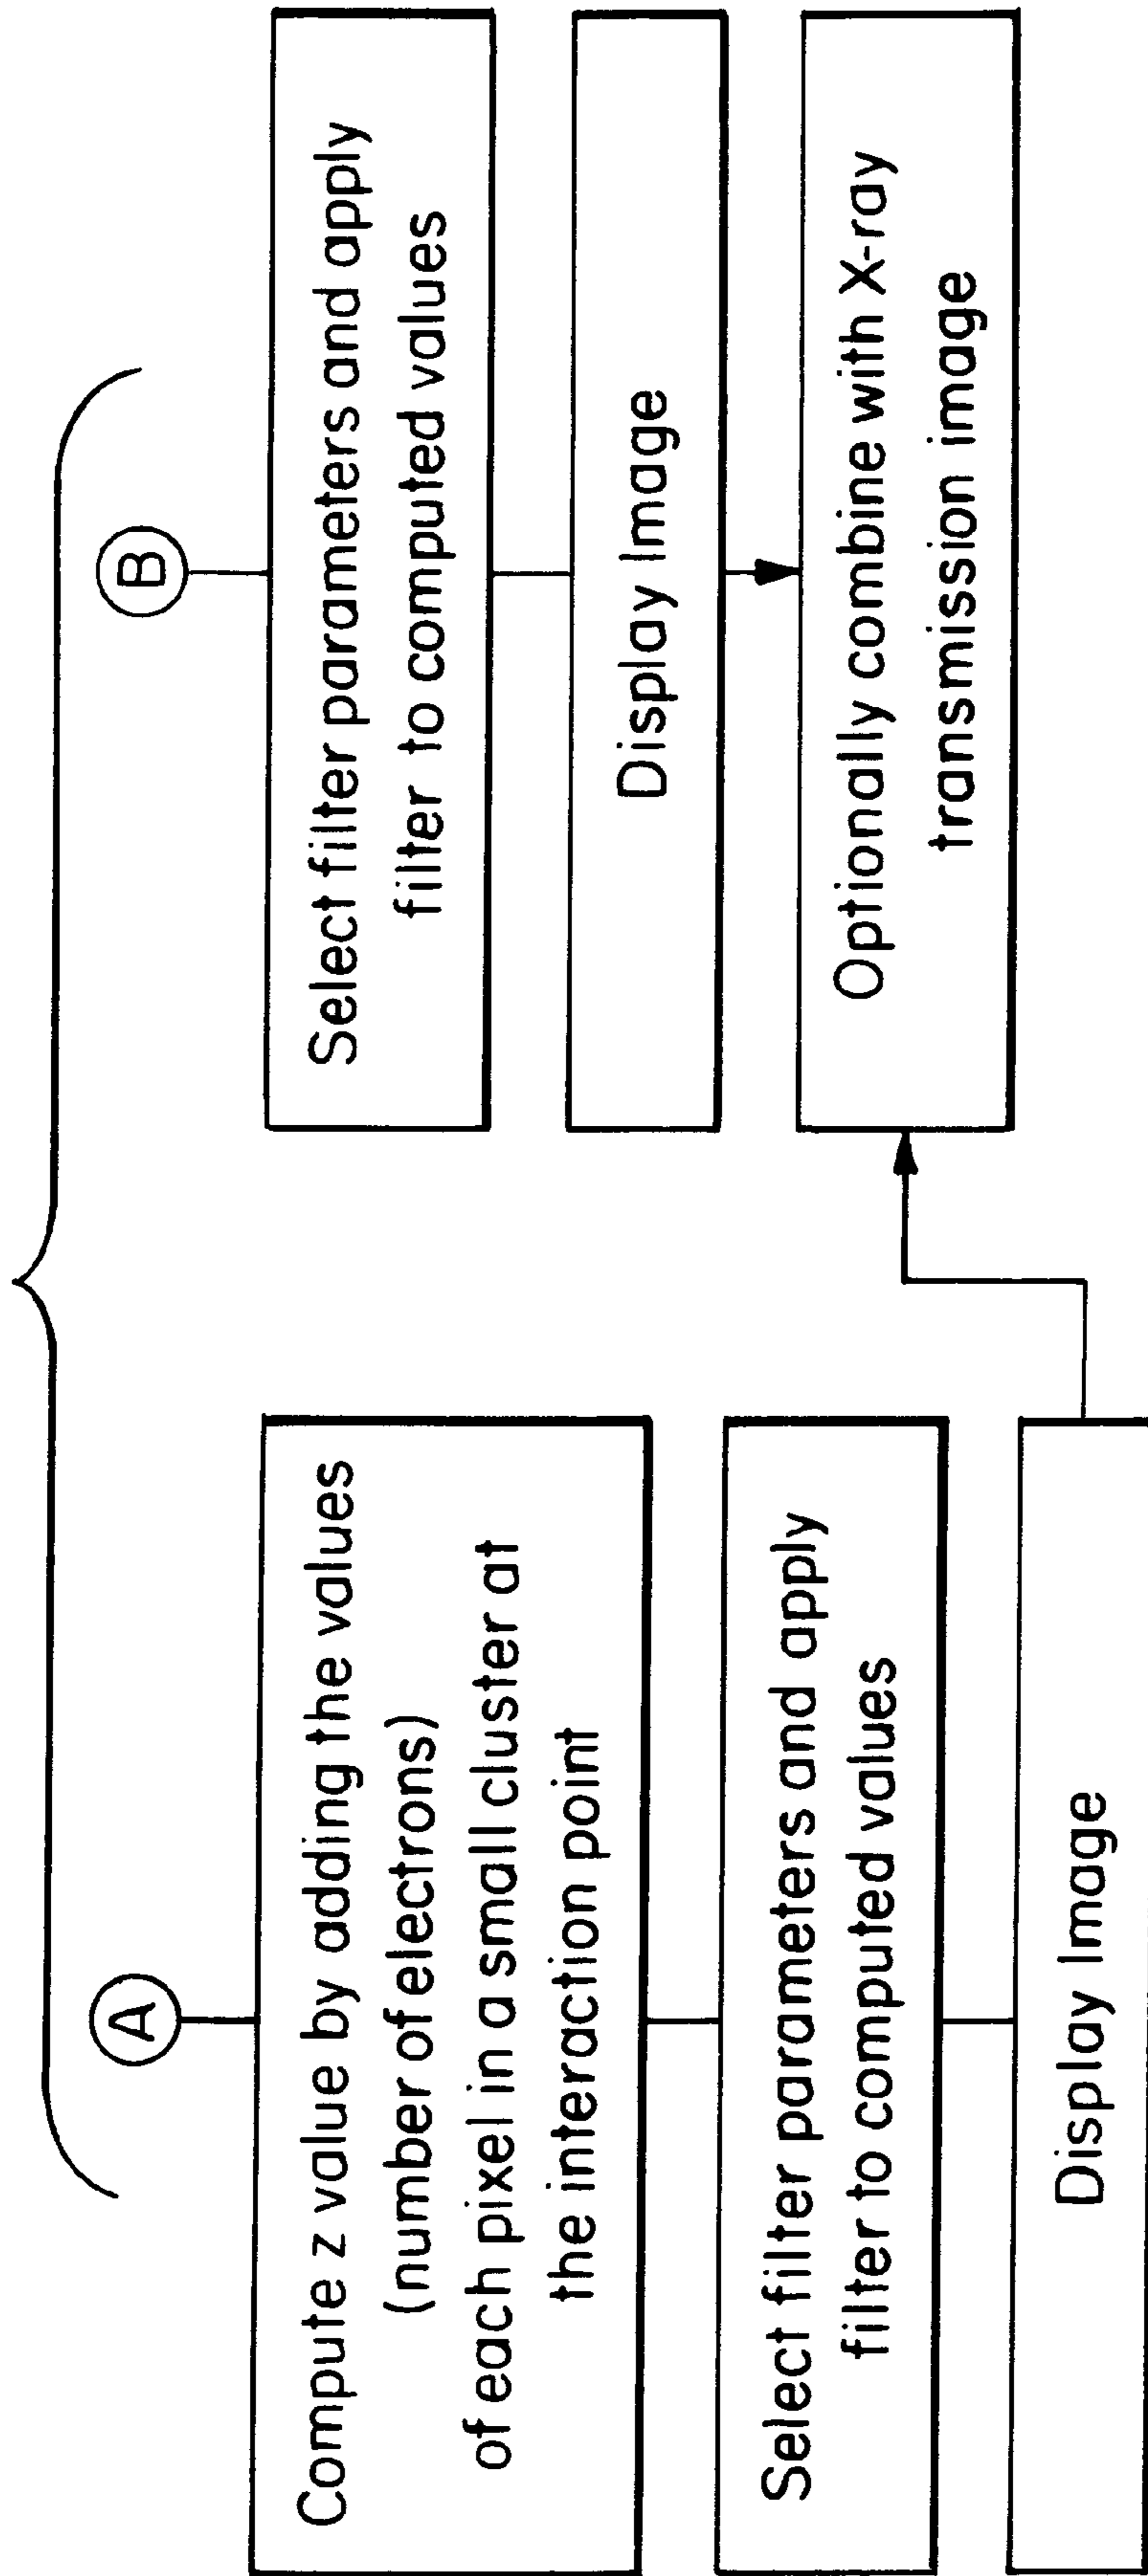 A
Compute z value by adding the values
(number of electrons)
of each pixel in a small cluster at
the interaction point
Select filter parameters and apply
filter to computed values
Display Image
B
Select filter parameters and apply
filter to computed values
Display Image
Optionally combine with X-ray
transmission image